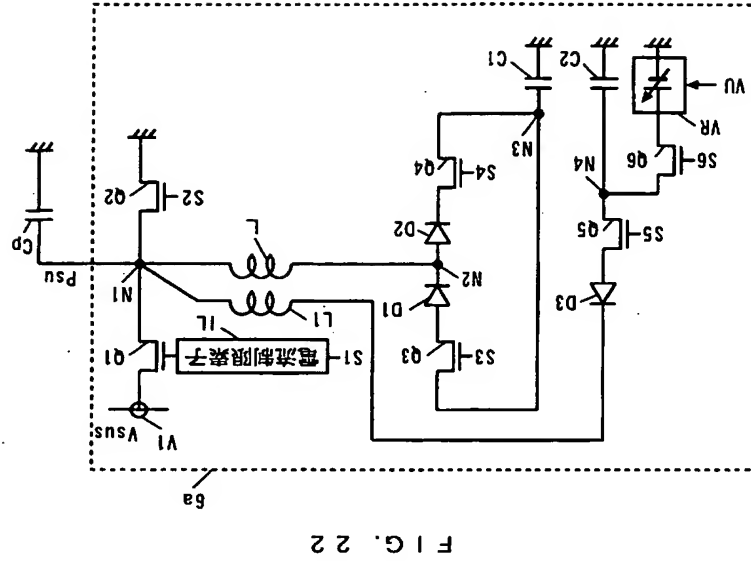 FIG. 22
6a
V1
Vsus
S3
Q3
S1
電流制限素子
Q1
IL
L1
D1
D3
N1
Psu
N2
L
D2
Cp
S5
Q5
S2
Q2
N4
S4
Q4
S6
Q6
N3
VR
VU
C2
C1